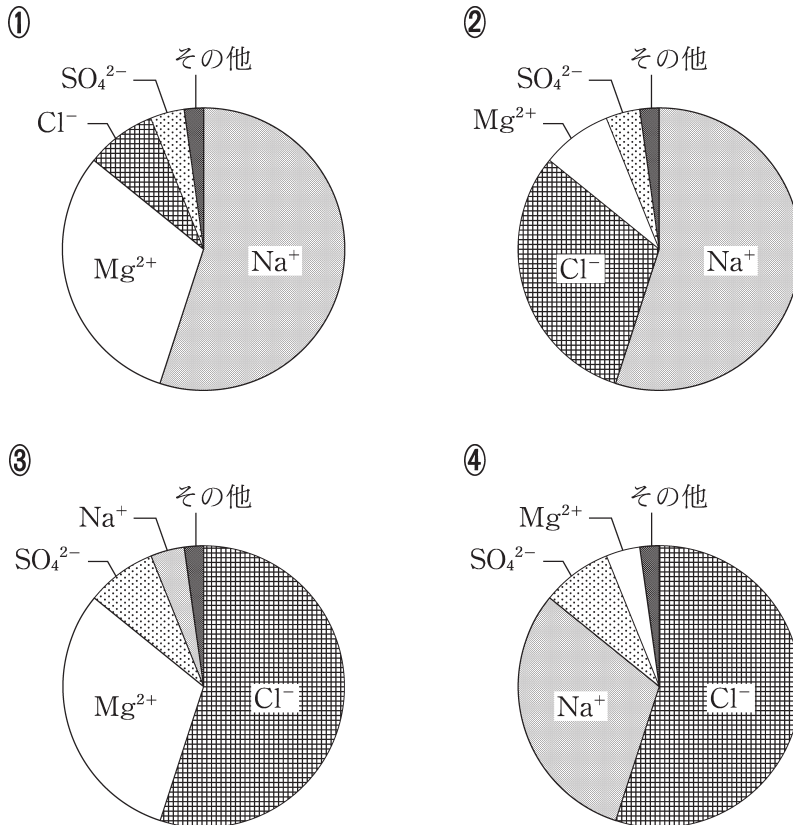 ①
その他
SO₄²⁻
Cl⁻
Mg²⁺
Na⁺
②
その他
SO₄²⁻
Mg²⁺
Cl⁻
Na⁺
③
その他
Na⁺
SO₄²⁻
Mg²⁺
Cl⁻
④
その他
Mg²⁺
SO₄²⁻
Na⁺
Cl⁻